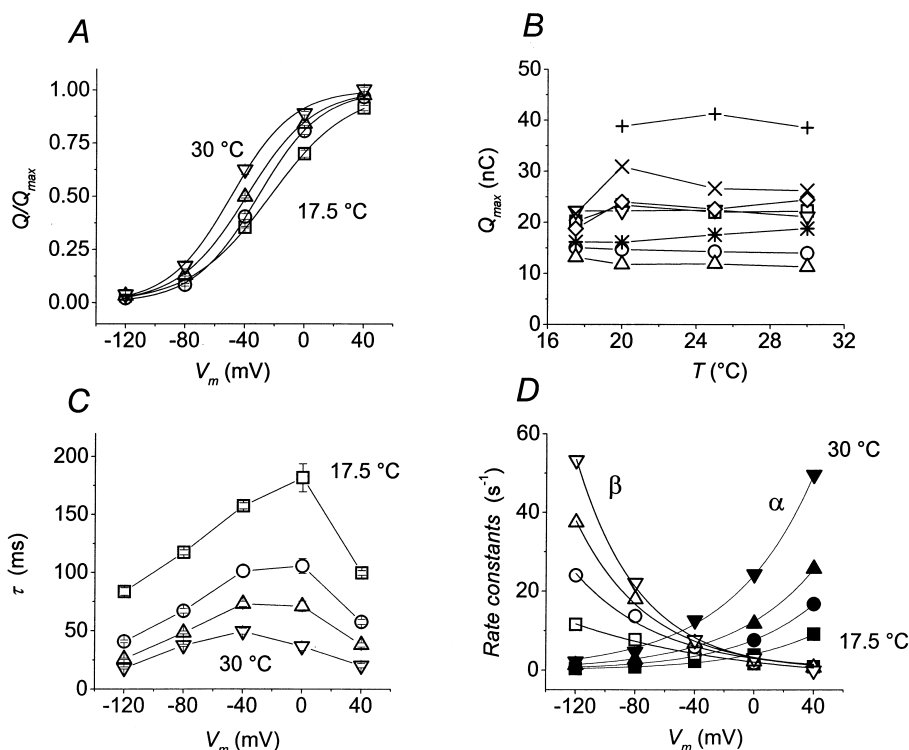 A
Q/Qmax
1.00
0.75
0.50
0.25
0.00
30 °C
17.5 °C
-120 -80 -40 0 40
Vm (mV)
B
Qmax (nC)
50
40
30
20
10
0
16 20 24 28 32
T (°C)
C
τ (ms)
200
150
100
50
0
17.5 °C
30 °C
-120 -80 -40 0 40
Vm (mV)
D
Rate constants (s-1)
60
40
20
0
β
α
30 °C
17.5 °C
-120 -80 -40 0 40
Vm (mV)